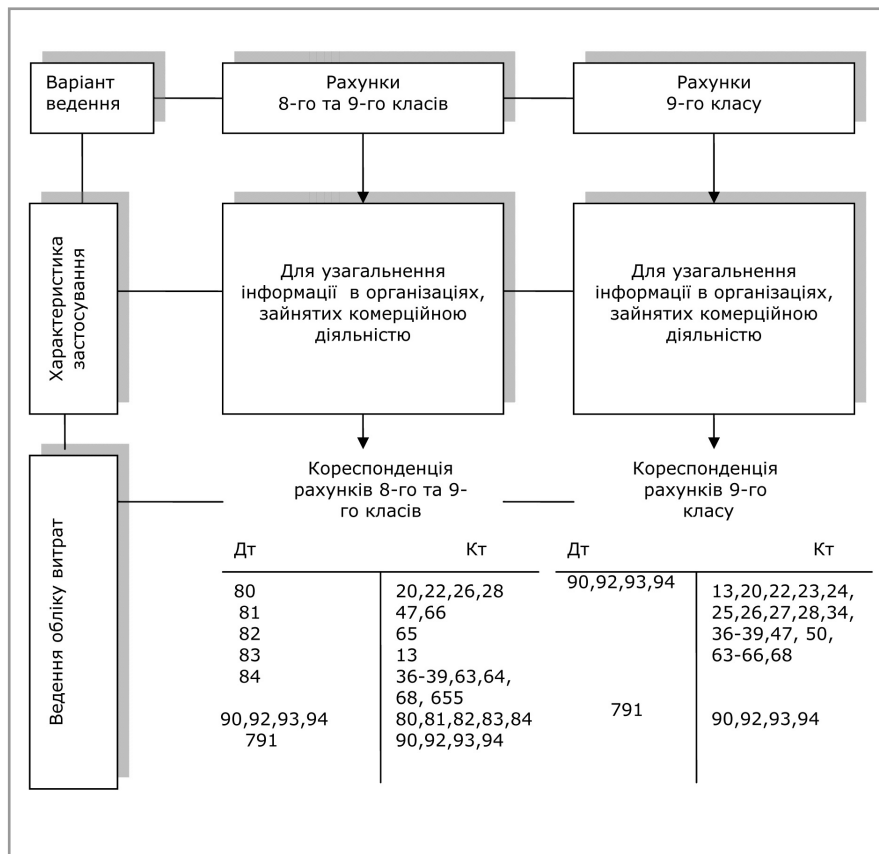 Варіант
ведення
Рахунки
8-го та 9-го класів
Рахунки
9-го класу
Характеристика
застосування
Для узагальнення
інформації в організаціях,
зайнятих комерційною
діяльністю
Для узагальнення
інформації в організаціях,
зайнятих комерційною
діяльністю
Ведення обліку витрат
Кореспонденція
рахунків 8-го та 9-
го класів
Кореспонденція
рахунків 9-го
класу
Дт Кт
80 20,22,26,28
81 47,66
82 65
83 13
84 36-39,63,64,
68, 655
90,92,93,94 80,81,82,83,84
791 90,92,93,94
Дт Кт
90,92,93,94 13,20,22,23,24,
25,26,27,28,34,
36-39,47, 50,
63-66,68
791 90,92,93,94